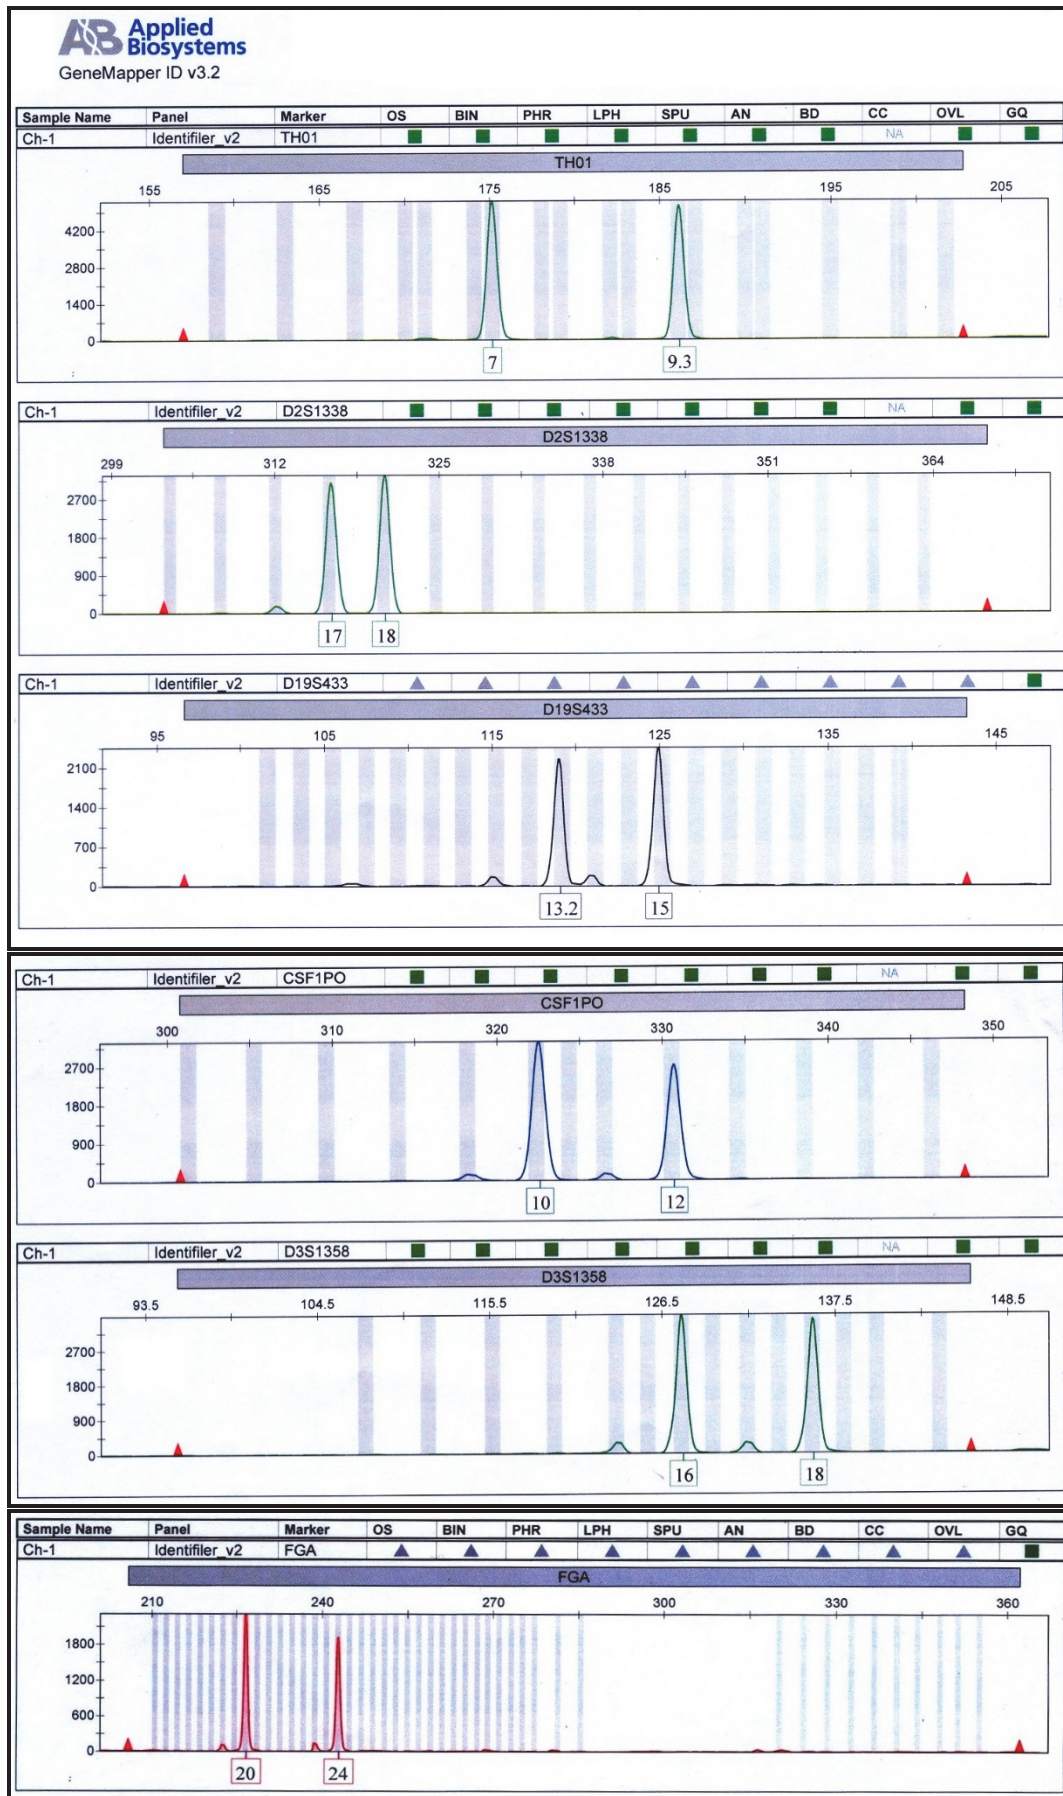 AB Applied
Biosystems
GeneMapper ID v3.2
Sample Name Panel Marker OS BIN PHR LPH SPU AN BD CC OVL GQ
Ch-1 Identifiler_v2 TH01 NA
TH01
155 165 175 185 195 205
4200
2800
1400
0
7 9.3
Ch-1 Identifiler_v2 D2S1338 NA
D2S1338
299 312 325 338 351 364
2700
1800
900
0
17 18
Ch-1 Identifiler_v2 D19S433
D19S433
95 105 115 125 135 145
2100
1400
700
0
13.2 15
Ch-1 Identifiler_v2 CSF1PO NA
CSF1PO
300 310 320 330 340 350
2700
1800
900
0
10 12
Ch-1 Identifiler_v2 D3S1358 NA
D3S1358
93.5 104.5 115.5 126.5 137.5 148.5
2700
1800
900
0
16 18
Sample Name Panel Marker OS BIN PHR LPH SPU AN BD CC OVL GQ
Ch-1 Identifiler_v2 FGA
FGA
210 240 270 300 330 360
1800
1200
600
0
20 24